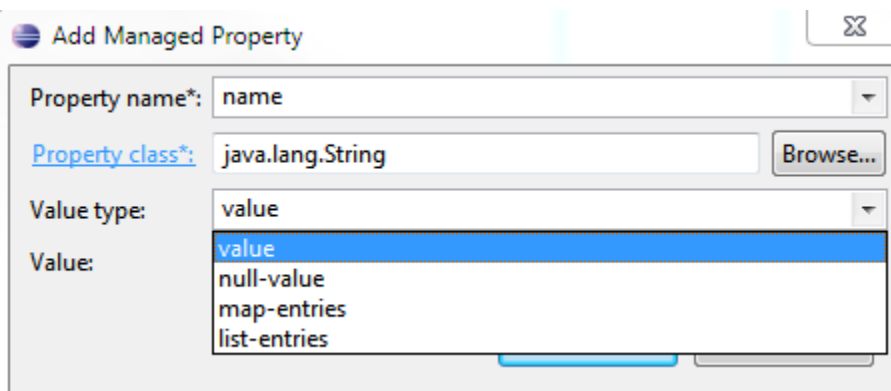 Add Managed Property
Property name*: name
Property class*: java.lang.String Browse...
Value type: value
Value: value
null-value
map-entries
list-entries